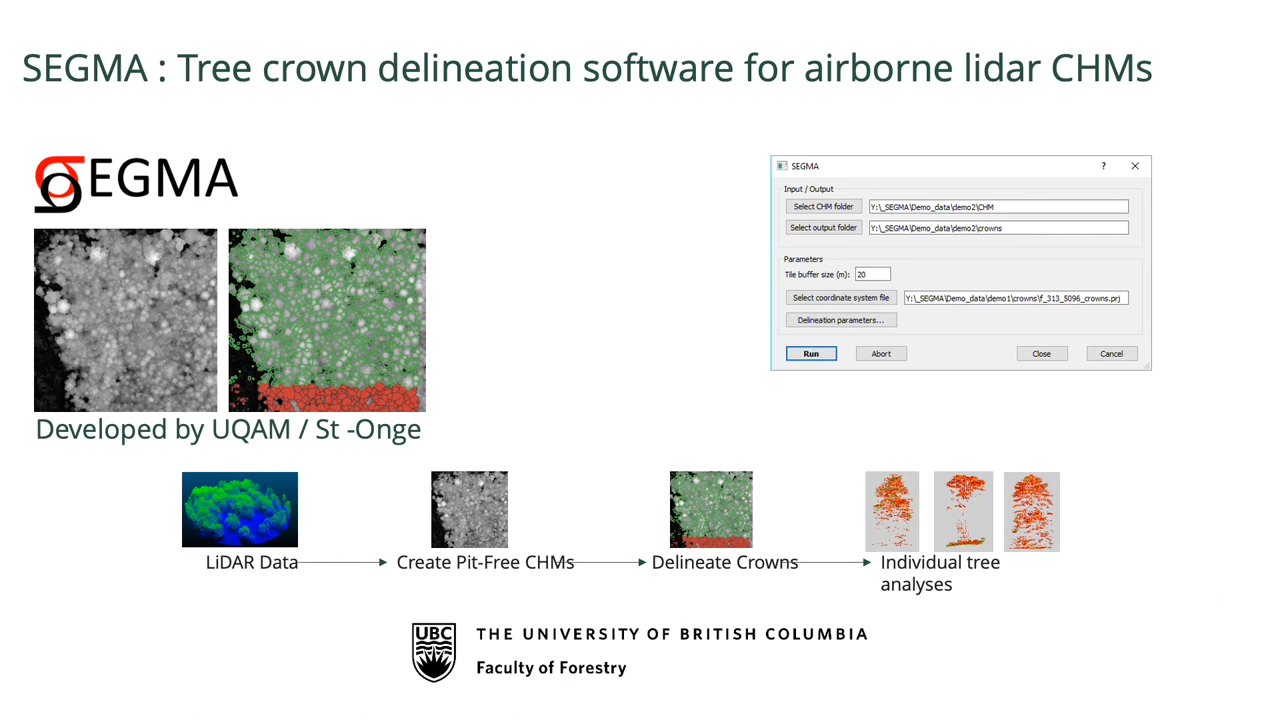 SEGMA : Tree crown delineation software for airborne lidar CHMs
SEGMA
SEGMA
?
Input / Output
Select CHM folder
Y:\_SEGMA\Demo_data\demo2\CHM
Select output folder
Y:\_SEGMA\Demo_data\demo2\crowns
Parameters
Tile buffer size (m):
20
Select coordinate system file
Y:\_SEGMA\Demo_data\demo1\crowns\f_313_5096_crowns.prj
Delineation parameters...
Run
Abort
Close
Cancel
Developed by UQAM / St -Onge
LiDAR Data
Create Pit-Free CHMs
Delineate Crowns
Individual tree
analyses
UBC
THE UNIVERSITY OF BRITISH COLUMBIA
Faculty of Forestry